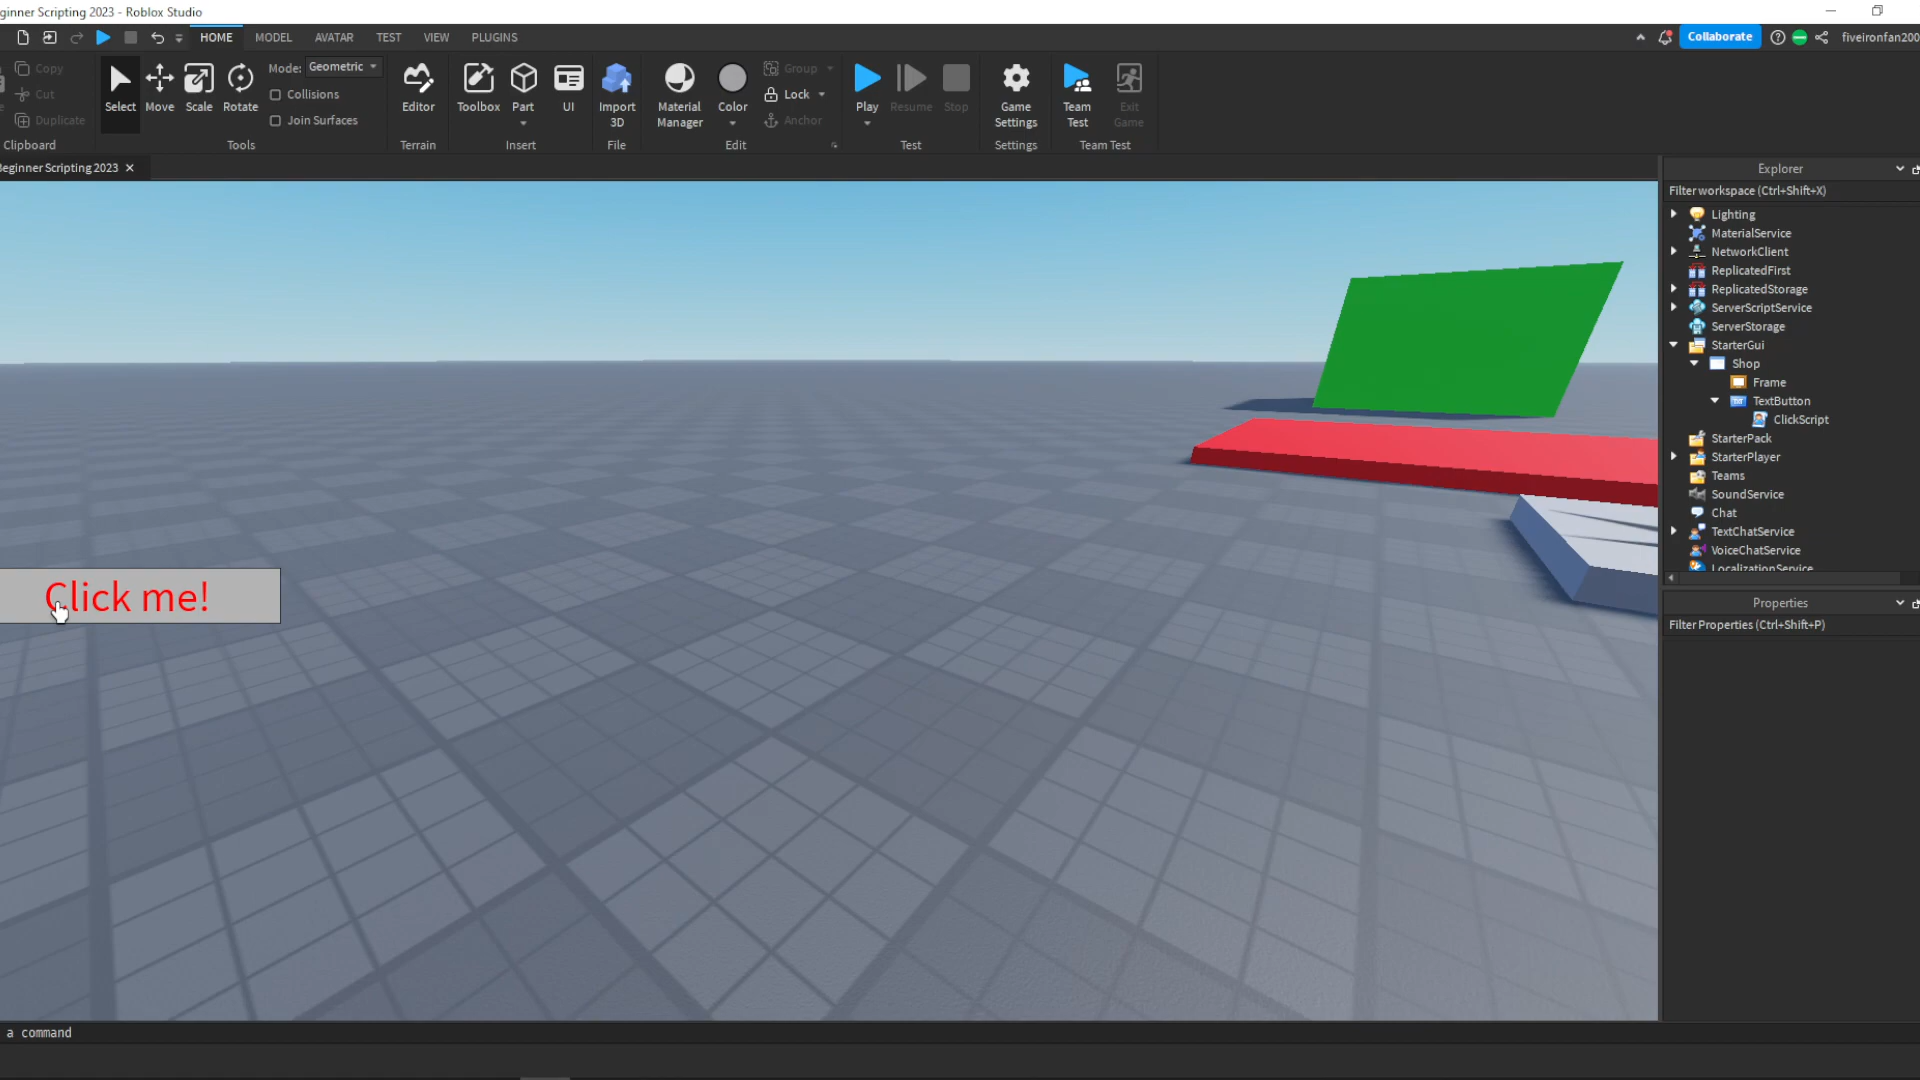 ginner Scripting 2023 - Roblox Studio
HOME MODEL AVATAR TEST VIEW PLUGINS
Collaborate
fiveironfan200
Copy
Cut
Duplicate
Clipboard
Select
Move
Scale
Rotate
Mode: Geometric
Collisions
Join Surfaces
Tools
Editor
Terrain
Toolbox
Part
UI
Insert
Import
3D
File
Material
Manager
Color
Group
Lock
Anchor
Edit
Play
Resume
Stop
Test
Game
Settings
Settings
Team
Test
Exit
Game
Team Test
Beginner Scripting 2023
Click me!
Explorer
Filter workspace (Ctrl+Shift+X)
Lighting
MaterialService
NetworkClient
ReplicatedFirst
ReplicatedStorage
ServerScriptService
ServerStorage
StarterGui
Shop
Frame
TextButton
ClickScript
StarterPack
StarterPlayer
Teams
SoundService
Chat
TextChatService
VoiceChatService
LocalizationService
Properties
Filter Properties (Ctrl+Shift+P)
a command